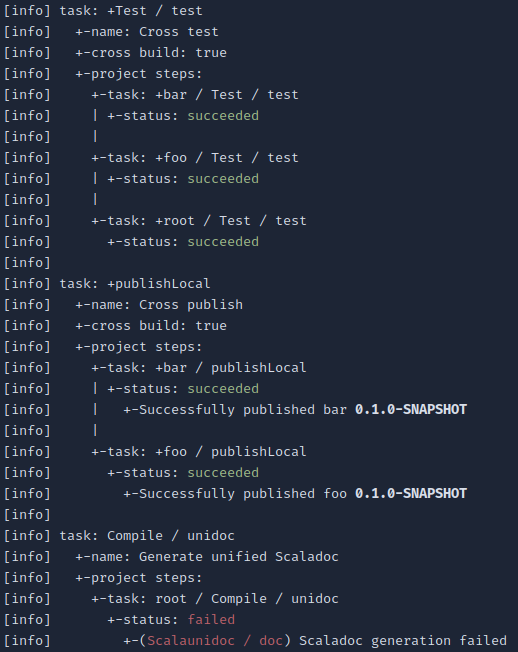 [info] task: +Test / test
[info]   +-name: Cross test
[info]   +-cross build: true
[info]   +-project steps:
[info]     +-task: +bar / Test / test
[info]     | +-status: succeeded
[info]     |
[info]     +-task: +foo / Test / test
[info]     | +-status: succeeded
[info]     |
[info]     +-task: +root / Test / test
[info]       +-status: succeeded
[info]
[info] task: +publishLocal
[info]   +-name: Cross publish
[info]   +-cross build: true
[info]   +-project steps:
[info]     +-task: +bar / publishLocal
[info]     | +-status: succeeded
[info]     |   +-Successfully published bar 0.1.0-SNAPSHOT
[info]     |
[info]     +-task: +foo / publishLocal
[info]       +-status: succeeded
[info]         +-Successfully published foo 0.1.0-SNAPSHOT
[info]
[info] task: Compile / unidoc
[info]   +-name: Generate unified Scaladoc
[info]   +-project steps:
[info]     +-task: root / Compile / unidoc
[info]       +-status: failed
[info]         +-(Scalaunidoc / doc) Scaladoc generation failed